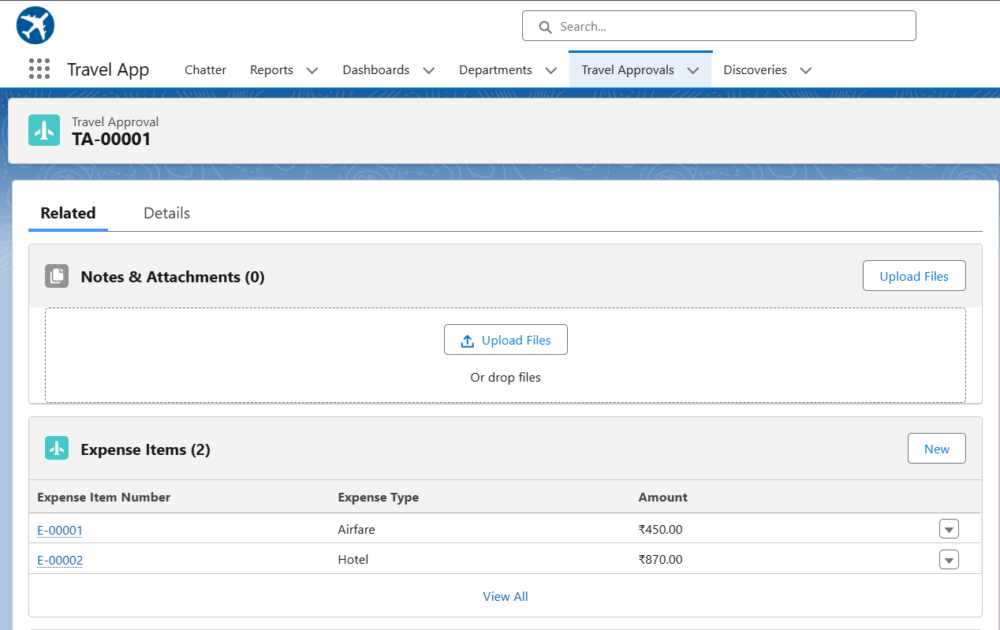 Search...
Travel App Chatter Reports Dashboards Departments Travel Approvals Discoveries
Travel Approval
TA-00001
Related Details
Notes & Attachments (0) Upload Files
Upload Files
Or drop files
Expense Items (2) New
Expense Item Number Expense Type Amount
E-00001 Airfare ₹450.00
E-00002 Hotel ₹870.00
View All